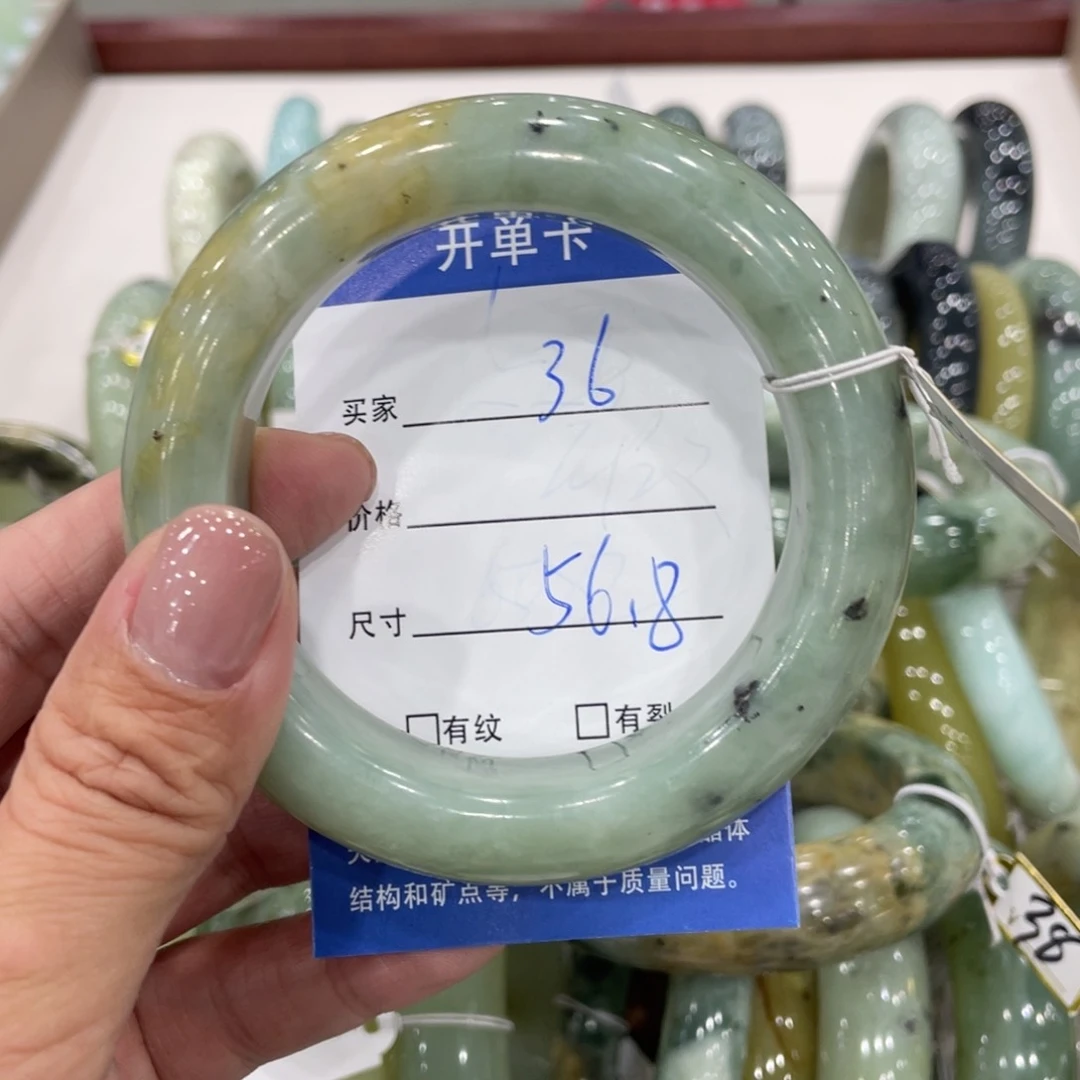 开单卡
买家 36
价格
尺寸 56.8
□有纹 □有裂
结构和矿点等，不属于质量问题。
38